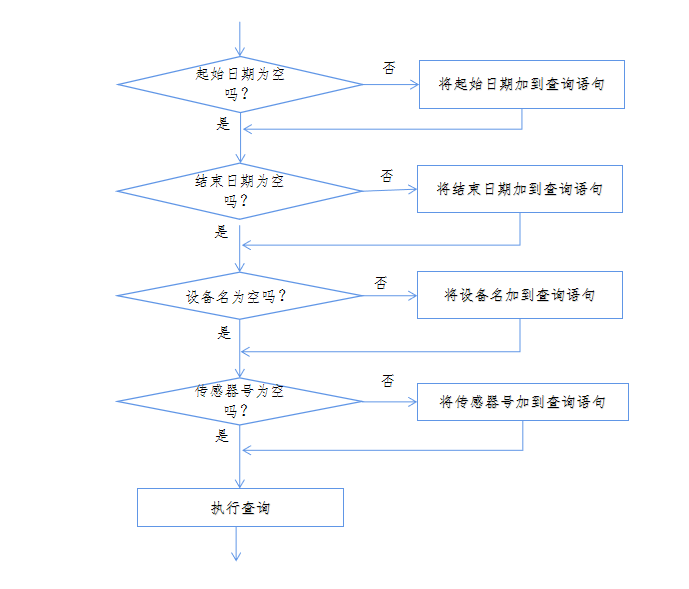 起始日期为空
吗？
否
将起始日期加到查询语句
是
结束日期为空
吗？
否
将结束日期加到查询语句
是
设备名为空吗？
否
将设备名加到查询语句
是
传感器号为空
吗？
否
将传感器号加到查询语句
是
执行查询